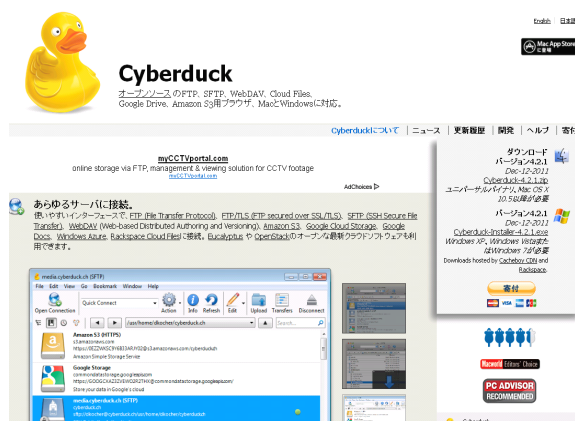 English 日本語
Mac App Store
Cyberduck
オープンソース のFTP, SFTP, WebDAV, Cloud Files,
Google Drive, Amazon S3用ブラウザ、MacとWindowsに対応。
Cyberduckについて | ニュース | 更新履歴 | 開発 | ヘルプ | 寄付
myCCTVportal.com
online storage via FTP, management & viewing solution for CCTV footage
myCCTVportal.com
AdChoices
あらゆるサーバに接続。
使いやすいインターフェースで、FTP (File Transfer Protocol), FTP/TLS (FTP secured over SSL/TLS), SFTP (SSH Secure File
Transfer), WebDAV (Web-based Distributed Authoring and Versioning), Amazon S3, Google Cloud Storage, Google
Docs, Windows Azure, Rackspace Cloud Filesに接続。Eucalyptus や OpenStackのオープンな最新クラウドソフトウェアも利
用できます。
media.cyberduck.ch (SFTP)
File Edit View Go Bookmark Window Help
Open Connection Quick Connect Action Info Refresh Edit Upload Transfers Disconnect
/usr/home/dkocher/cyberduck.ch Search...
Amazon S3 (HTTPS)
s3.amazonaws.com
Amazon Simple Storage Service
Google Storage
commondatastorage.googleapis.com
Store your data in Google's cloud
media.cyberduck.ch (SFTP)
cyberduck.ch
ダウンロード
バージョン4.2.1
Dec-12-2011
Cyberduck-4.2.1.zip
ユニバーサルバイナリ, Mac OS X
10.5以降が必要
バージョン4.2.1
Dec-12-2011
Cyberduck-Installer-4.2.1.exe
Windows XP, Windows Vistaまた
はWindows 7が必要
Downloads hosted by Cacheboy CDN and
Rackspace.
寄付
VISA
Macworld Editors' Choice
PC ADVISOR
RECOMMENDED